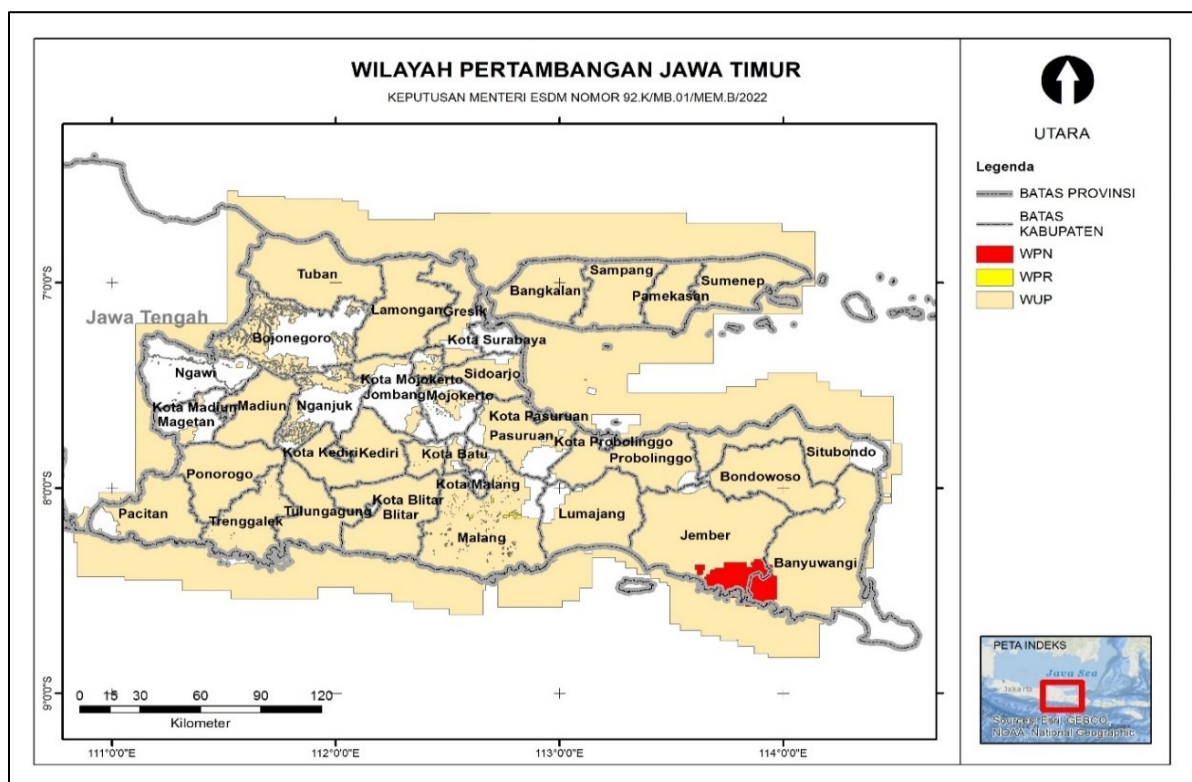 WILAYAH PERTAMBANGAN JAWA TIMUR
KEPUTUSAN MENTERI ESDM NOMOR 92.K/MB.01/MEM.B/2022
UTARA
Legenda
BATAS PROVINSI
BATAS
KABUPATEN
WPN
WPR
WUP
7°0'0"S
8°0'0"S
9°0'0"S
Jawa Tengah
Tuban
Lamongan
Gresik
Bangkalan
Sampang
Pamekasan
Sumenep
Bojonegoro
Kota Surabaya
Ngawi
Sidoarjo
Kota Mojokerto
Jombang
Mojokerto
Kota Madiun
Magetan
Madiun
Nganjuk
Kota Pasuruan
Pasuruan
Kota Probolinggo
Probolinggo
Situbondo
Bondowoso
Kota Kediri
Kediri
Kota Batu
Ponorogo
Kota Malang
Pacitan
Trenggalek
Tulungagung
Kota Blitar
Blitar
Malang
Lumajang
Jember
Banyuwangi
0 15 30 60 90 120
Kilometer
111°0'0"E
112°0'0"E
113°0'0"E
114°0'0"E
PETA INDEKS
Java Sea
Jakarta
Sources: Esri, GEBCO,
NOAA, National Geographic